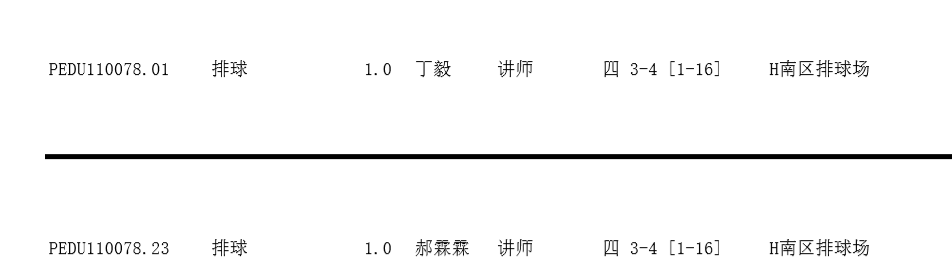 PEDU110078.01 排球 1.0 丁毅 讲师 四 3-4 [1-16] H南区排球场
PEDU110078.23 排球 1.0 郝霖霖 讲师 四 3-4 [1-16] H南区排球场